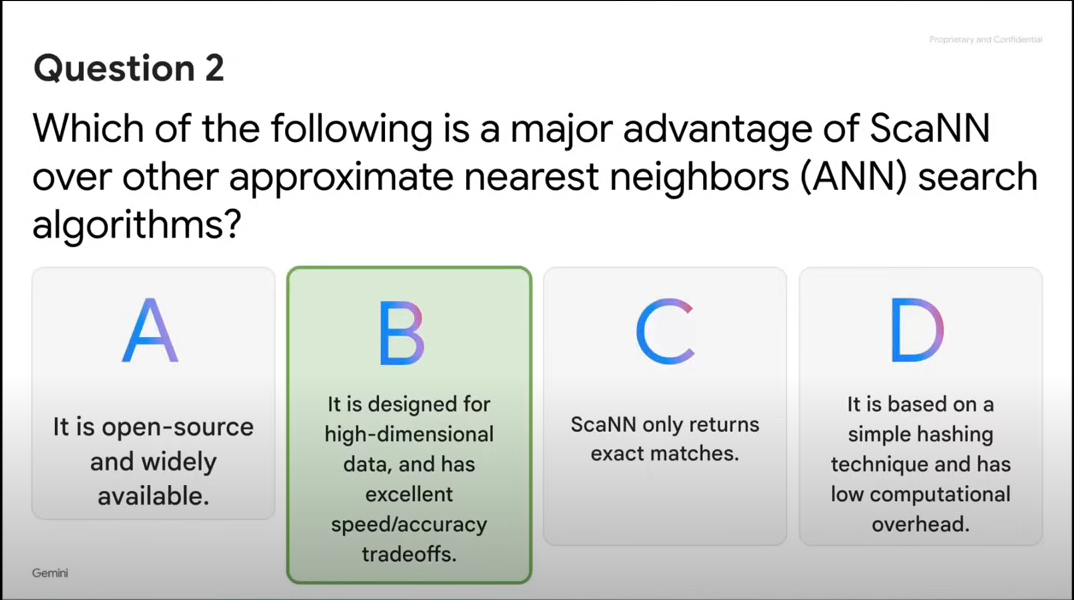 Proprietary and Confidential
Question 2
Which of the following is a major advantage of ScaNN
over other approximate nearest neighbors (ANN) search
algorithms?
A
It is open-source
and widely
available.
B
It is designed for
high-dimensional
data, and has
excellent
speed/accuracy
tradeoffs.
C
ScaNN only returns
exact matches.
D
It is based on a
simple hashing
technique and has
low computational
overhead.
Gemini